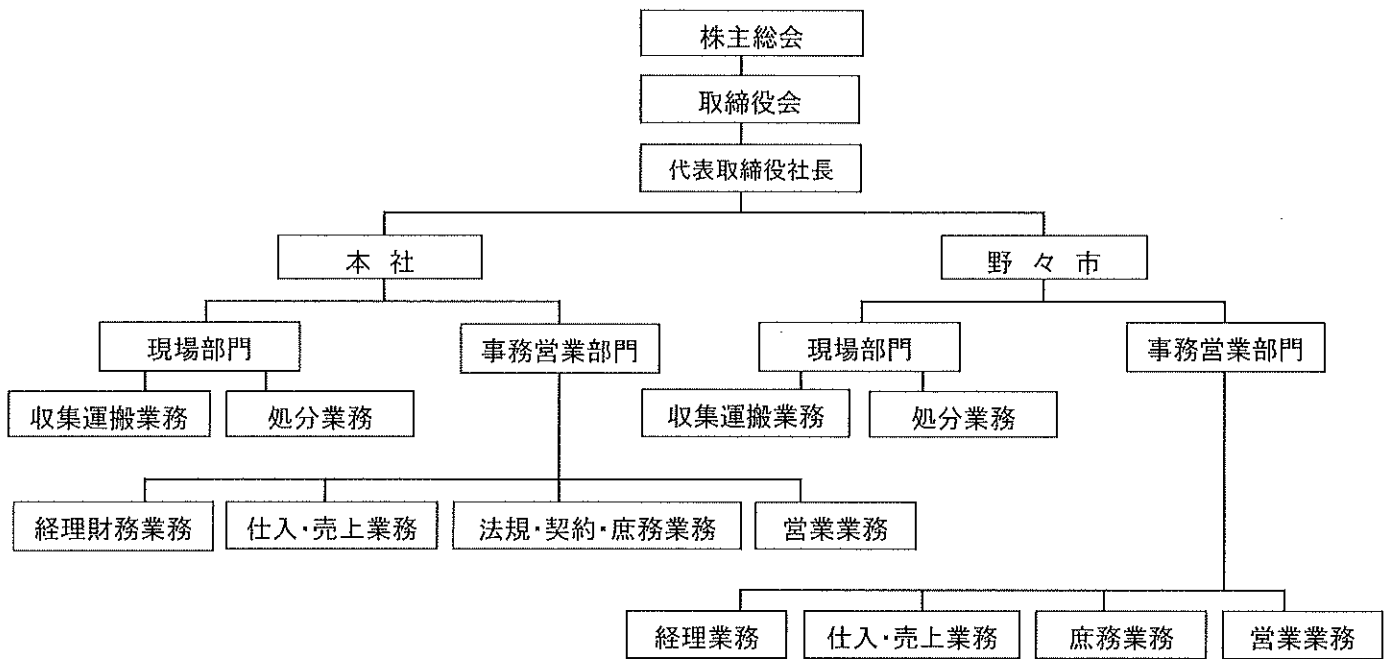 株主総会
取締役会
代表取締役社長
本 社
野 々 市
現場部門
事務営業部門
現場部門
事務営業部門
収集運搬業務
処分業務
収集運搬業務
処分業務
経理財務業務
仕入・売上業務
法規・契約・庶務業務
営業業務
経理業務
仕入・売上業務
庶務業務
営業業務